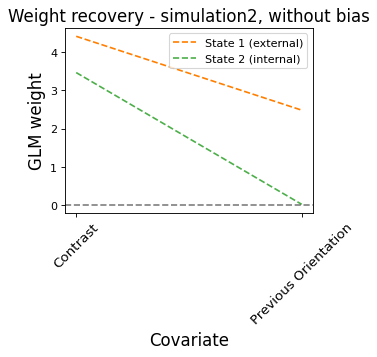 Weight recovery - simulation2, without bias
State 1 (external)
State 2 (internal)
GLM weight
4
3
2
1
0
Contrast
Previous Orientation
Covariate